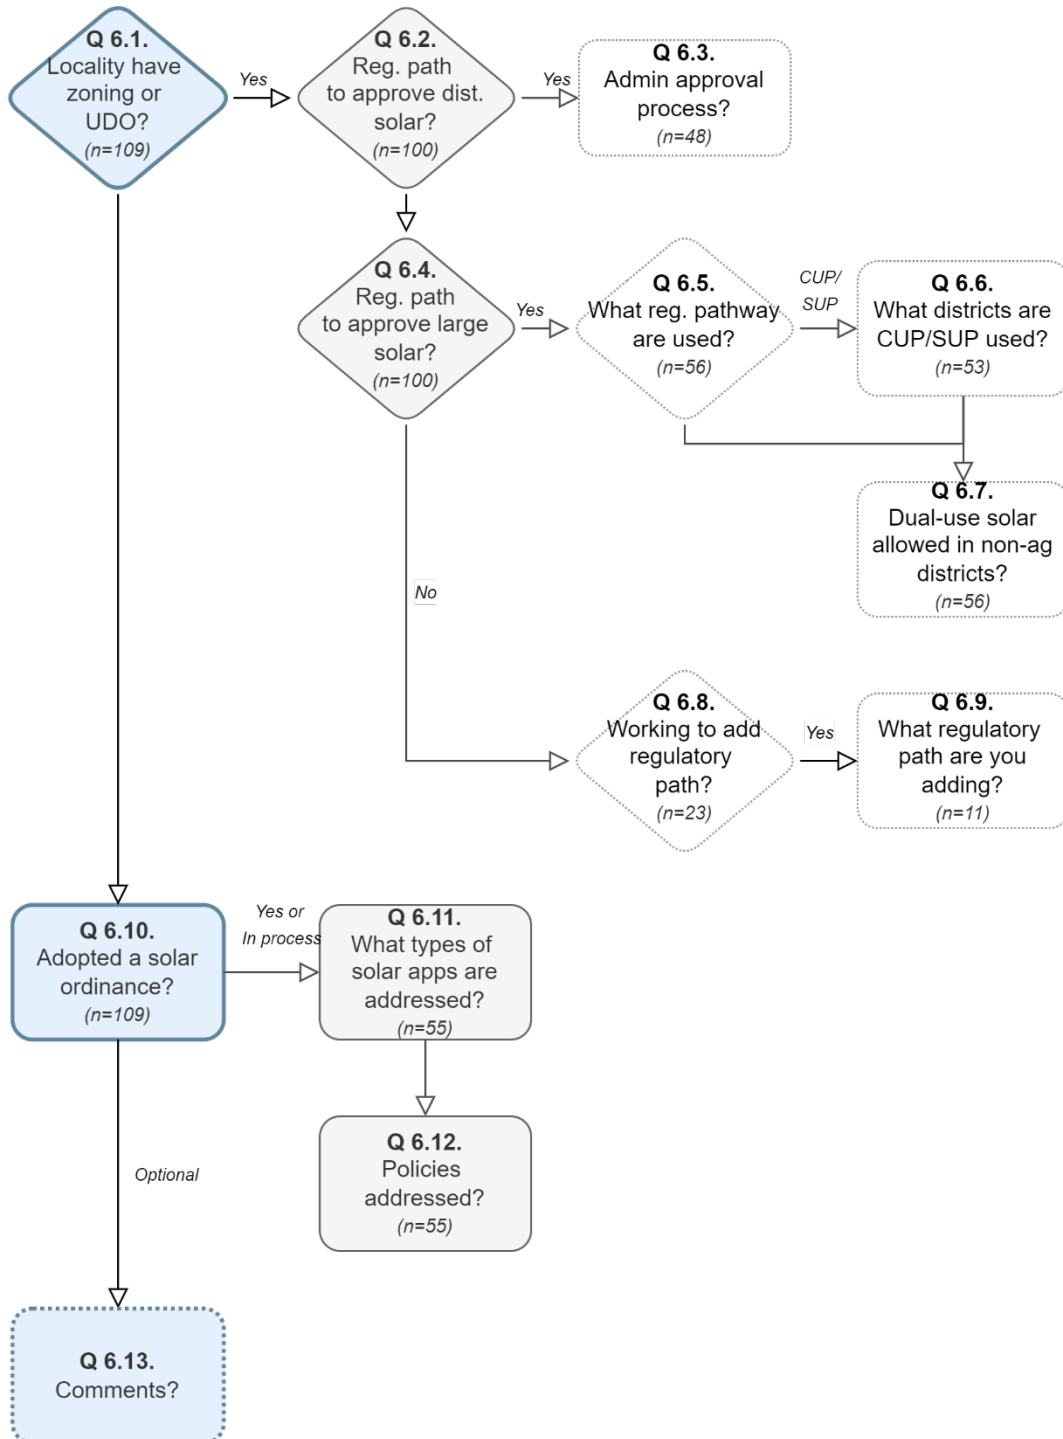 Q 6.1.
Locality have
zoning or
UDO?
(n=109)
Yes
Q 6.2.
Reg. path
to approve dist.
solar?
(n=100)
Yes
Q 6.3.
Admin approval
process?
(n=48)
Q 6.4.
Reg. path
to approve large
solar?
(n=100)
Yes
Q 6.5.
What reg. pathway
are used?
(n=56)
CUP/
SUP
Q 6.6.
What districts are
CUP/SUP used?
(n=53)
Q 6.7.
Dual-use solar
allowed in non-ag
districts?
(n=56)
No
Q 6.8.
Working to add
regulatory
path?
(n=23)
Yes
Q 6.9.
What regulatory
path are you
adding?
(n=11)
Q 6.10.
Adopted a solar
ordinance?
(n=109)
Yes or
In process
Q 6.11.
What types of
solar apps are
addressed?
(n=55)
Q 6.12.
Policies
addressed?
(n=55)
Optional
Q 6.13.
Comments?